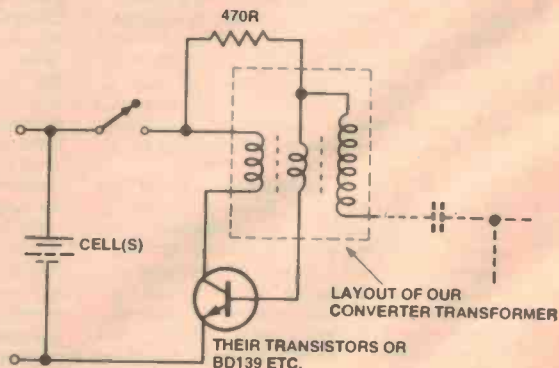 470R
CELL(S)
LAYOUT OF OUR
CONVERTER TRANSFORMER
THEIR TRANSISTORS OR
BD139 ETC.